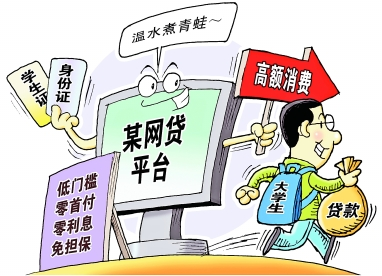 温水煮青蛙~
学生证
身份证
高额消费
某网贷
平台
低门槛
零首付
零利息
免担保
大学生
贷款